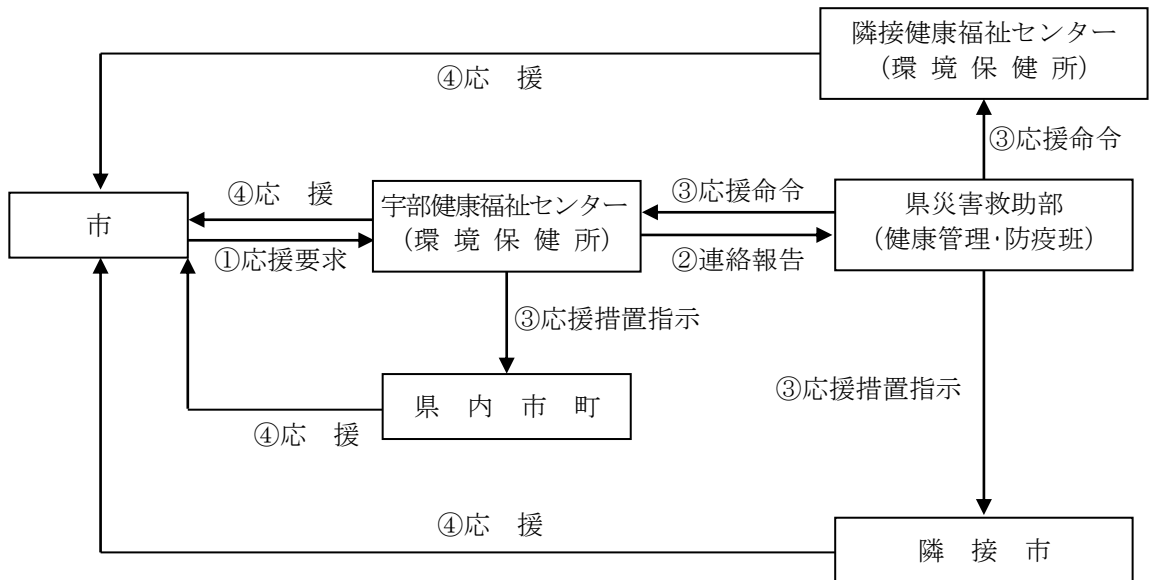 隣接健康福祉センター
（環 境 保 健 所）
④応　援
③応援命令
市
④応　援
①応援要求
宇部健康福祉センター
（環 境 保 健 所）
③応援命令
②連絡報告
県災害救助部
（健康管理・防疫班）
③応援措置指示
県　内　市　町
④応　援
③応援措置指示
④応　援
隣　接　市